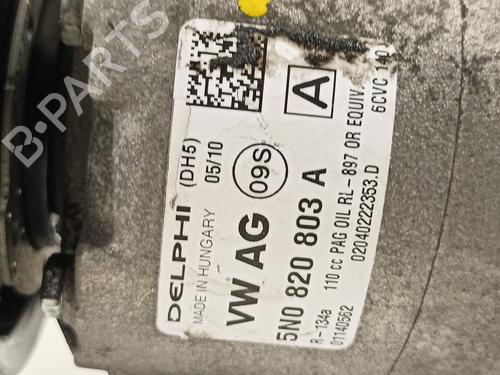 DELPHI (DH5)
MADE IN HUNGARY 05/10
VW AG 09S A
5N0 820 803 A
R-134a 110 cc PAG OIL RL-897 OR EQUIV.
01140562 02040222353.D 6CVC 140
B-PARTS